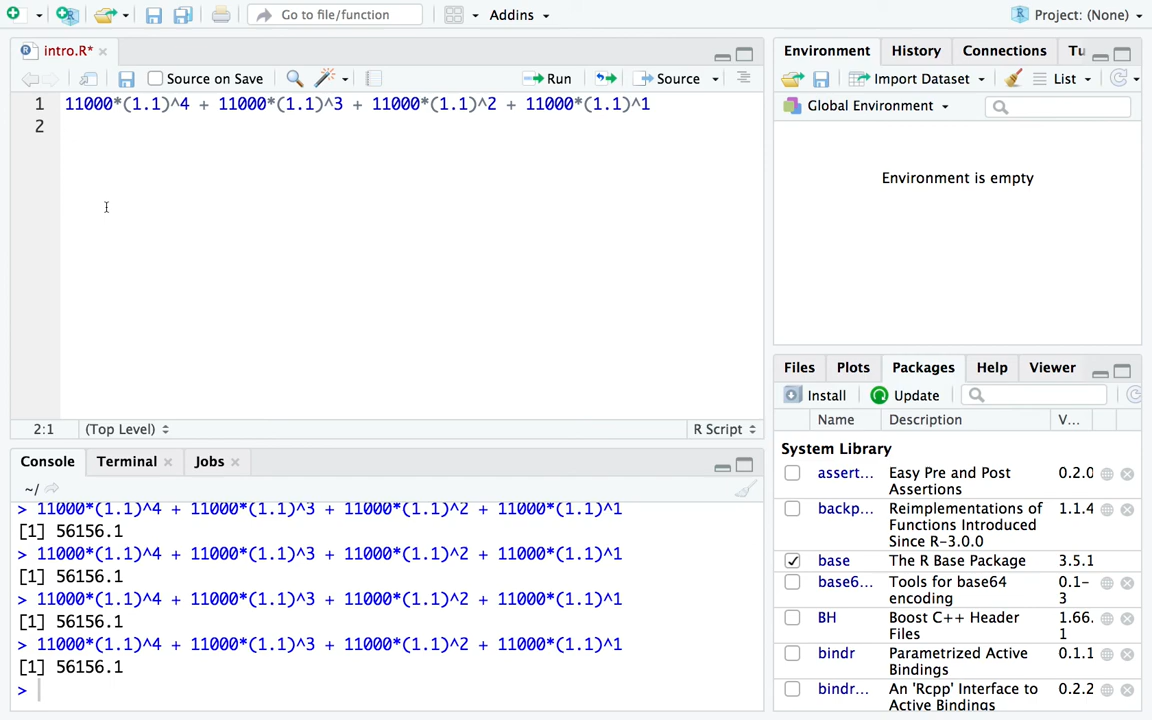 Go to file/function
Addins
Project: (None)
intro.R*
Source on Save
Run
Source
1 11000*(1.1)^4 + 11000*(1.1)^3 + 11000*(1.1)^2 + 11000*(1.1)^1
2
2:1 (Top Level)
R Script
Console Terminal Jobs
~/
> 11000*(1.1)^4 + 11000*(1.1)^3 + 11000*(1.1)^2 + 11000*(1.1)^1
[1] 56156.1
> 11000*(1.1)^4 + 11000*(1.1)^3 + 11000*(1.1)^2 + 11000*(1.1)^1
[1] 56156.1
> 11000*(1.1)^4 + 11000*(1.1)^3 + 11000*(1.1)^2 + 11000*(1.1)^1
[1] 56156.1
> 11000*(1.1)^4 + 11000*(1.1)^3 + 11000*(1.1)^2 + 11000*(1.1)^1
[1] 56156.1
>
Environment History Connections Tu
Import Dataset
List
Global Environment
Environment is empty
Files Plots Packages Help Viewer
Install
Update
Name Description V...
System Library
assert... Easy Pre and Post 0.2.0
Assertions
backp... Reimplementations of 1.1.4
Functions Introduced
Since R-3.0.0
base The R Base Package 3.5.1
base6... Tools for base64 0.1-
encoding 3
BH Boost C++ Header 1.66.
Files 1
bindr Parametrized Active 0.1.1
Bindings
bindr... An 'Rcpp' Interface to 0.2.2
Active Bindings